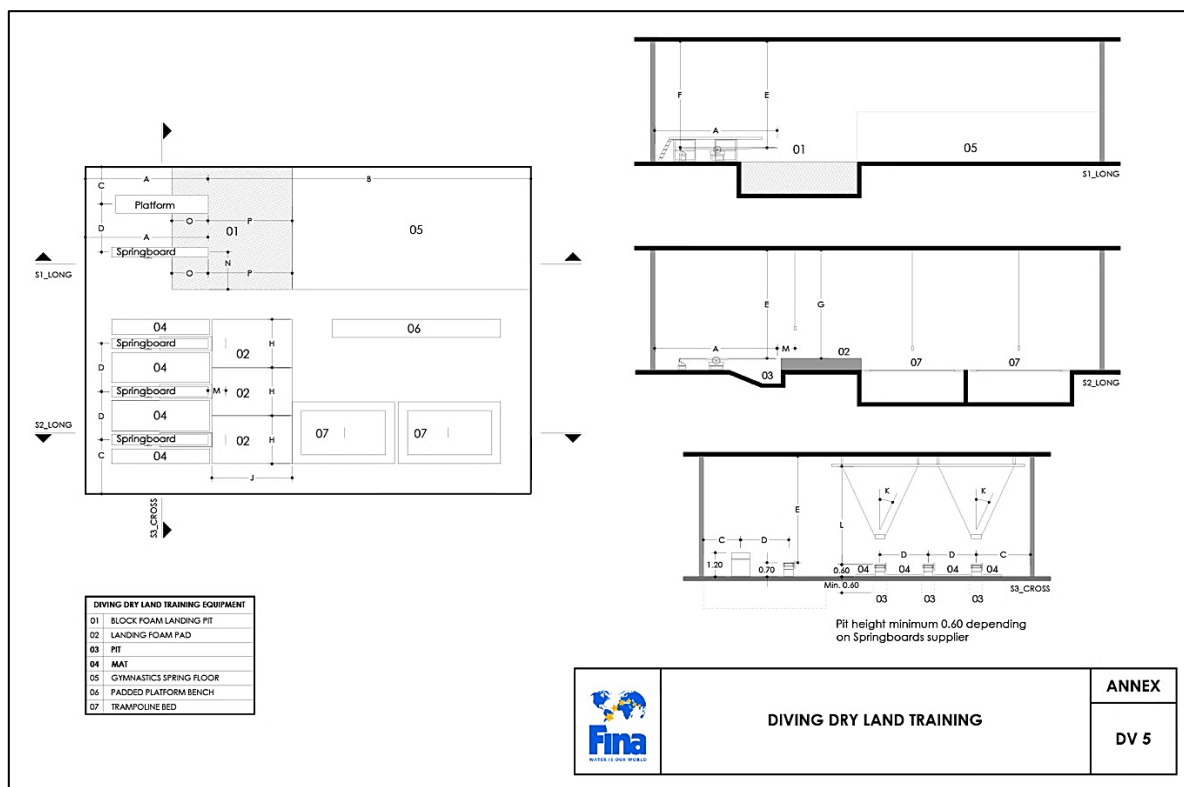 C
A
B
Platform
O
P
01
05
D
A
Springboard
N
O
P
S1_LONG
04
06
Springboard
02
H
04
D
Springboard
M
02
H
04
D
S2_LONG
Springboard
02
H
07
07
04
C
J
S3_CROSS
F
E
A
01
05
S1_LONG
E
G
A
M
02
03
07
07
S2_LONG
E
K
K
L
C
D
D
D
C
1.20
0.70
0.60
04
04
04
04
Min. 0.60
S3_CROSS
03
03
03
Pit height minimum 0.60 depending
on Springboards supplier
DIVING DRY LAND TRAINING EQUIPMENT
01 BLOCK FOAM LANDING PIT
02 LANDING FOAM PAD
03 PIT
04 MAT
05 GYMNASTICS SPRING FLOOR
06 PADDED PLATFORM BENCH
07 TRAMPOLINE BED
Fina
WATER IS OUR WORLD
DIVING DRY LAND TRAINING
ANNEX
DV 5